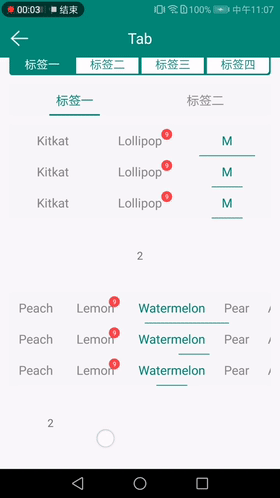 00:03 结束 100% 中午11:07
Tab
标签一 标签二 标签三 标签四
标签一 标签二
Kitkat Lollipop 9 M
Kitkat Lollipop 9 M
Kitkat Lollipop 9 M
2
Peach Lemon 9 Watermelon Pear A
Peach Lemon 9 Watermelon Pear A
Peach Lemon 9 Watermelon Pear A
2